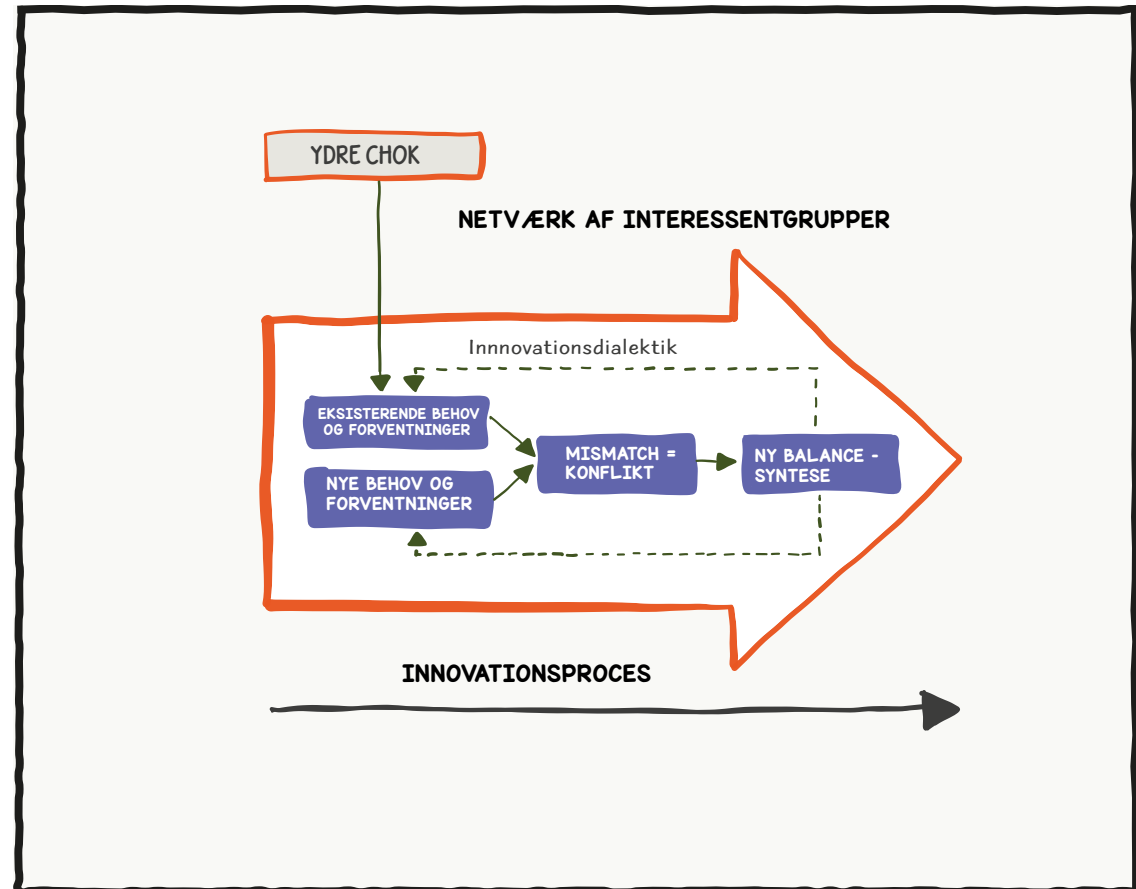 YDRE CHOK
NETVÆRK AF INTERESSENTGRUPPER
Innnovationsdialektik
EKSISTERENDE BEHOV
OG FORVENTNINGER
NYE BEHOV OG
FORVENTNINGER
MISMATCH =
KONFLIKT
NY BALANCE -
SYNTESE
INNOVATIONSPROCES